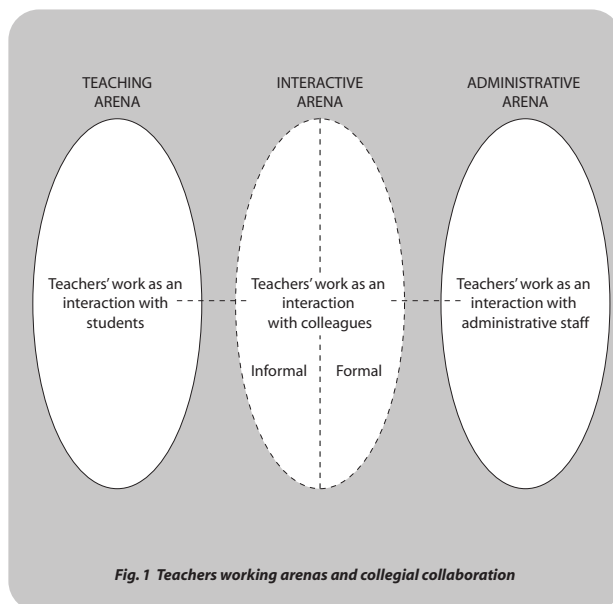 TEACHING
ARENA
INTERACTIVE
ARENA
ADMINISTRATIVE
ARENA
Teachers’ work as an
interaction with
students
Teachers’ work as an
interaction
with colleagues
Informal
Formal
Teachers’ work as an
interaction with
administrative staff
Fig. 1 Teachers working arenas and collegial collaboration